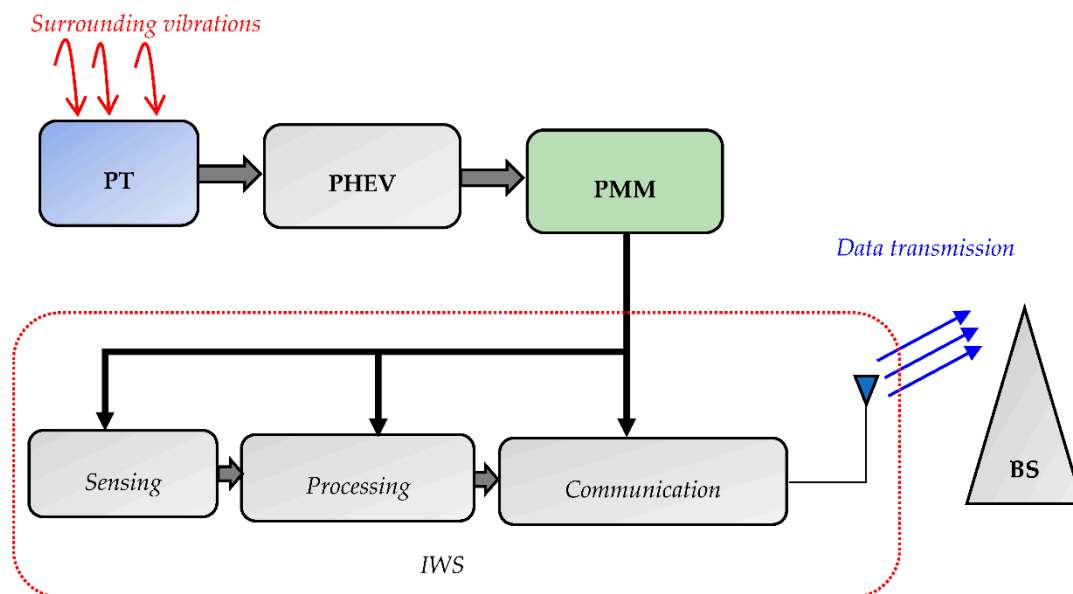 Surrounding vibrations
PT
PHEV
PMM
Data transmission
Sensing
Processing
Communication
BS
IWS